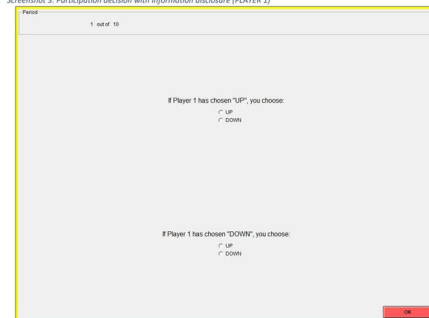 Screenshot 3. Participation decision with information disclosure (PLAYER 1)
Period
1 out of 10
If Player 1 has chosen "UP", you choose:
UP
DOWN
If Player 1 has chosen "DOWN", you choose:
UP
DOWN
OK